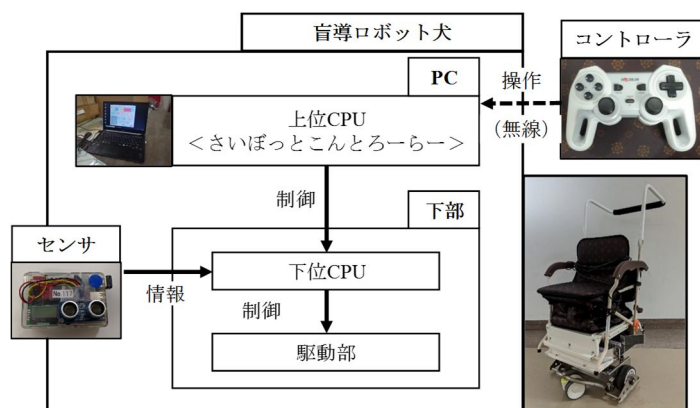 盲導ロボット犬
コントローラ
PC
操作
(無線)
上位CPU
＜さいぼっとこんとろーらー＞
制御
下部
センサ
下位CPU
情報
制御
駆動部